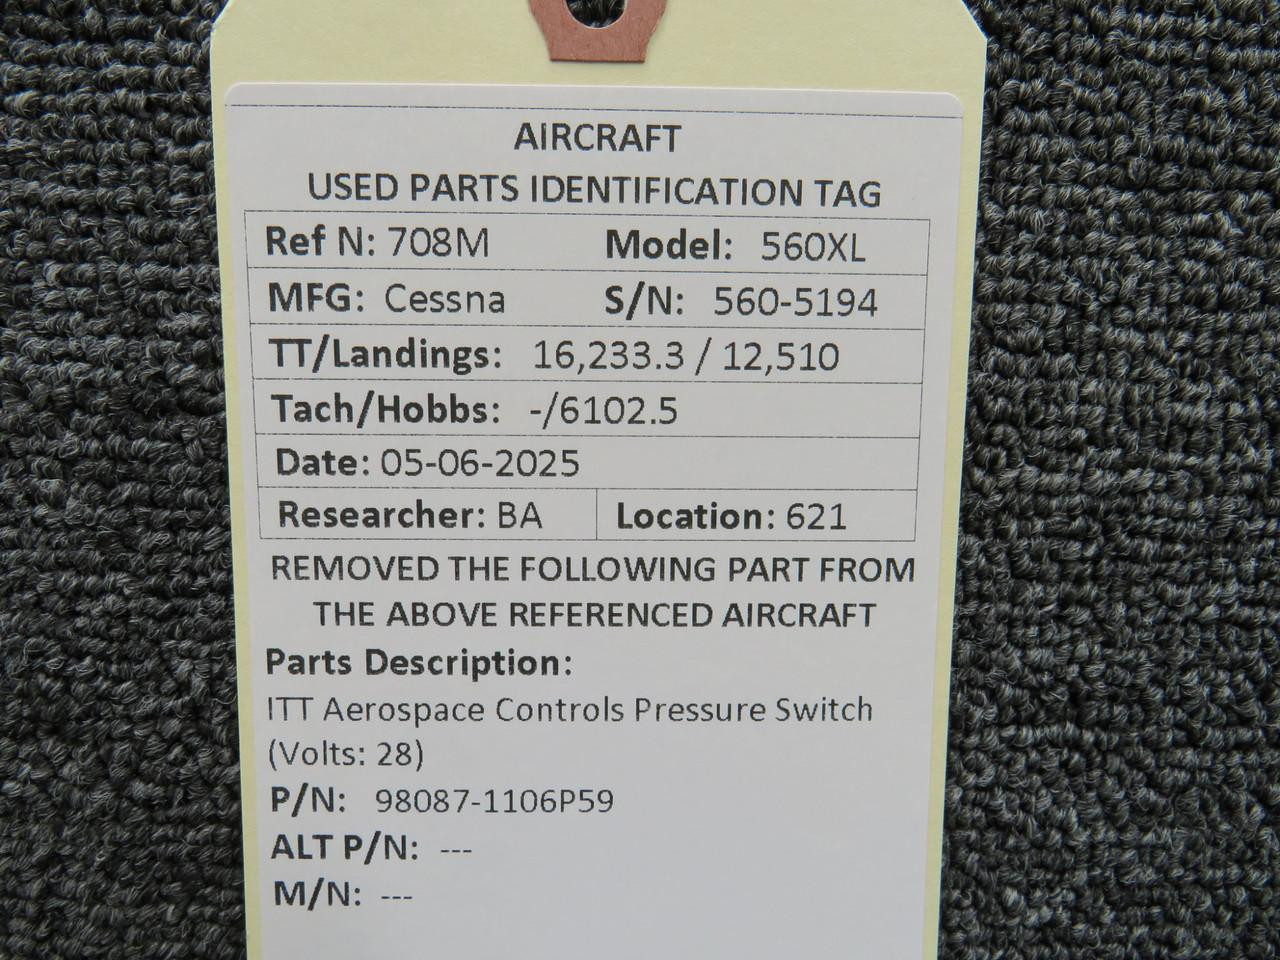 AIRCRAFT
USED PARTS IDENTIFICATION TAG
Ref N: 708M Model: 560XL
MFG: Cessna S/N: 560-5194
TT/Landings: 16,233.3 / 12,510
Tach/Hobbs: -/6102.5
Date: 05-06-2025
Researcher: BA Location: 621
REMOVED THE FOLLOWING PART FROM
THE ABOVE REFERENCED AIRCRAFT
Parts Description:
ITT Aerospace Controls Pressure Switch
(Volts: 28)
P/N: 98087-1106P59
ALT P/N: ---
M/N: ---